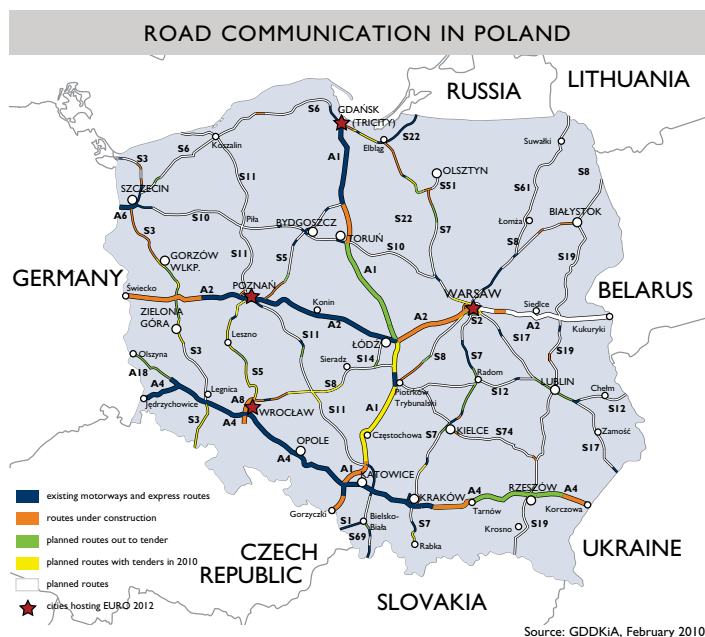 ROAD COMMUNICATION IN POLAND
LITHUANIA
RUSSIA
S6
GDAŃSK
(TRICITY)
S22
Elbląg
Suwałki
S6
Koszalin
S3
A1
S8
OLSZTYN
S51
S11
SZCZECIN
S61
A6
S10
S22
Łomża
BIAŁYSTOK
S3
Piła
BYDGOSZCZ
TORUŃ
S7
S10
S8
S11
S5
S19
GORZÓW
WLKP.
A1
GERMANY
BELARUS
Świecko
A2
POZNAŃ
WARSAW
Konin
Siedlce
ZIELONA
GÓRA
A2
A2
S2
A2
Kukuryki
S17
Leszno
S11
ŁÓDŹ
Olszyna
S3
Sieradz
S14
S8
S7
S19
A18
S5
Radom
A4
Legnica
S8
Piotrków
Trybunalski
S12
LUBLIN
Chełm
Jędrzychowice
A8
WROCŁAW
S11
A1
S12
S3
A4
Częstochowa
S7
KIELCE
S74
Zamość
S17
OPOLE
A4
A1
KATOWICE
RZESZÓW
A4
A4
KRAKÓW
Tarnów
Korczowa
Gorzyczki
S1
Bielsko-
Biała
S7
Krosno
S19
S69
Rabka
existing motorways and express routes
routes under construction
planned routes out to tender
planned routes with tenders in 2010
planned routes
cities hosting EURO 2012
CZECH
REPUBLIC
UKRAINE
SLOVAKIA
Source: GDDKiA, February 2010